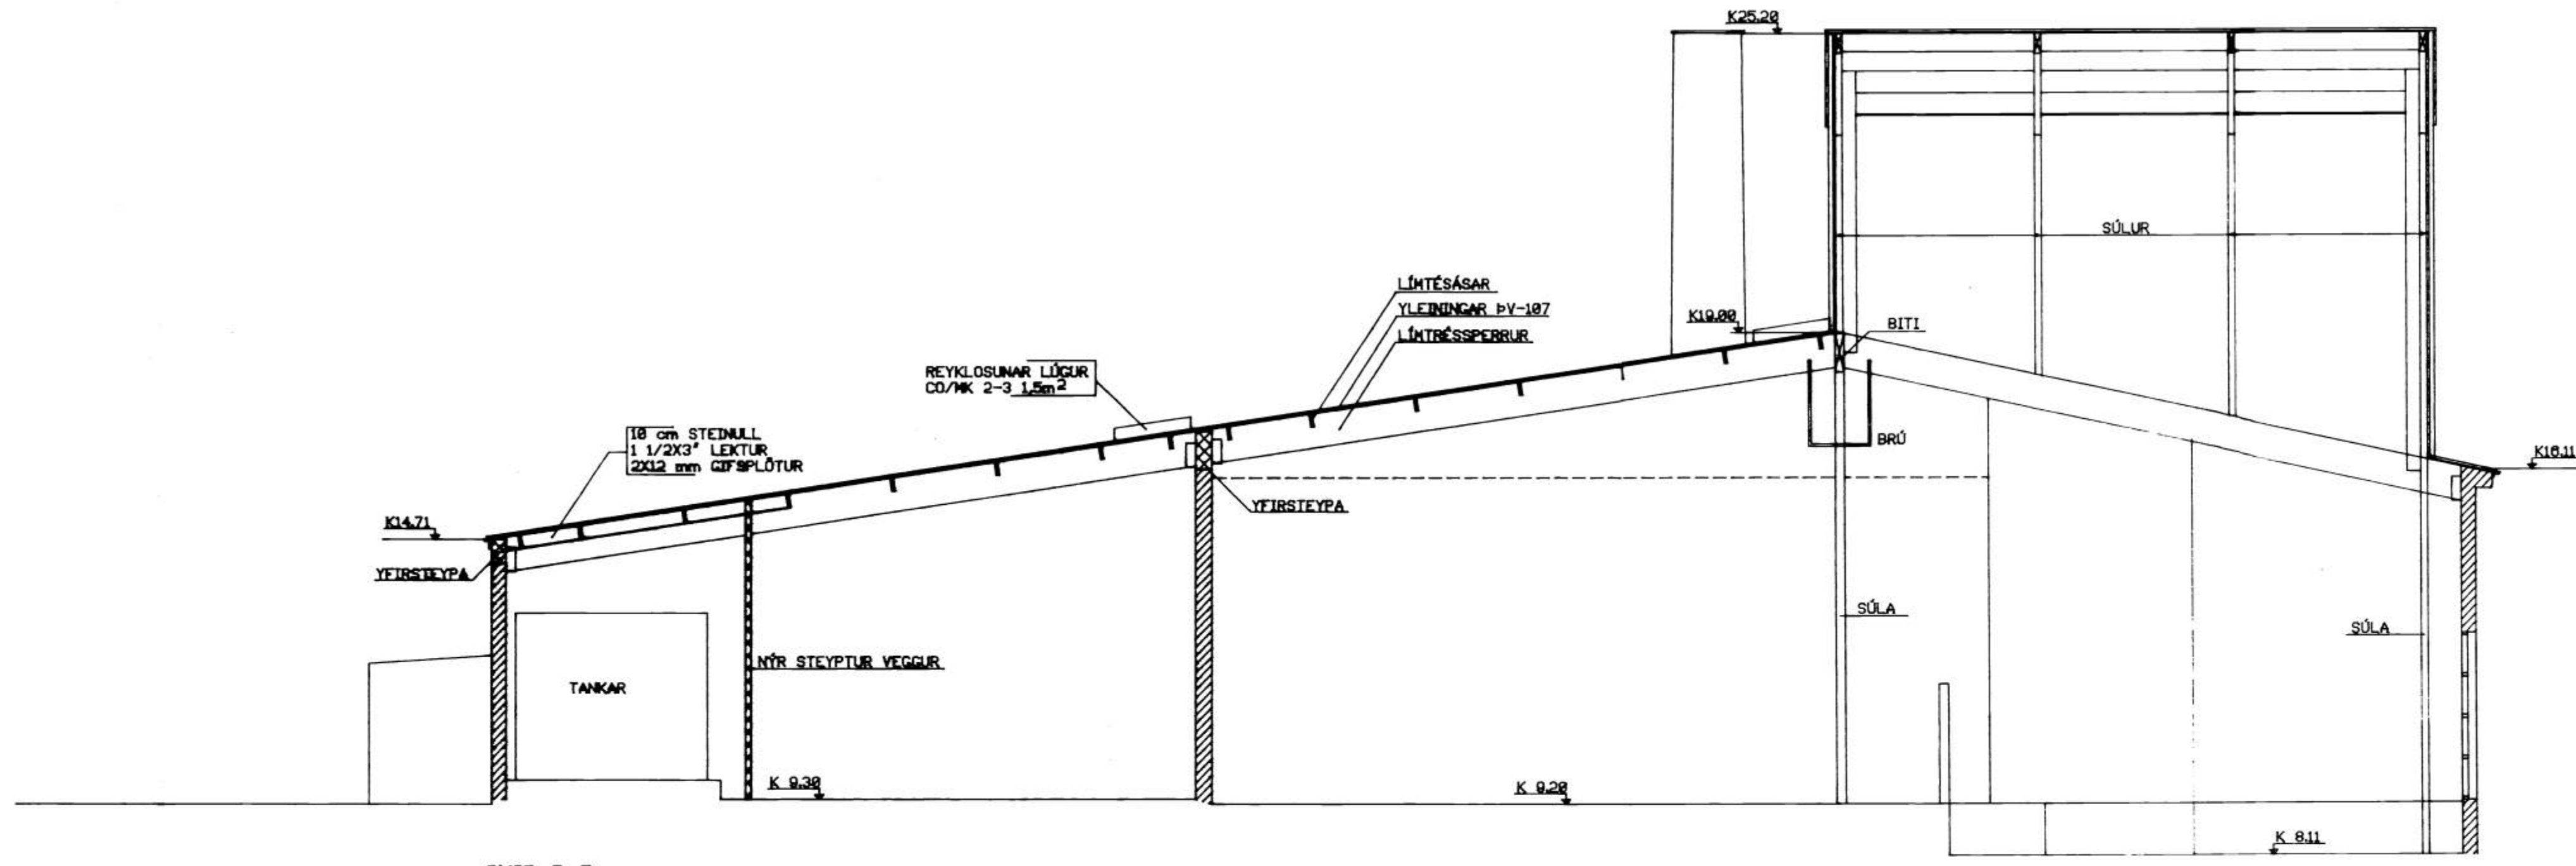 K25.20
SÚLUR
LÍMTÉSÁSAR
YLEININGAR ÞV-107
LÍMTRÉSSPERRUR
K19.00
BITI
REYKLOSUNAR LÚGUR
CO/MK 2-3 1,5m²
10 cm STEINULL
1 1/2X3" LEKTUR
2X12 mm GIFSPLÖTUR
BRÚ
K16.11
YFIRSTEYPA
K14.71
YFIRSTEYPA
SÚLA
SÚLA
NÝR STEYPTUR VEGGUR
TANKAR
K 9.30
K 9.20
K 8.11